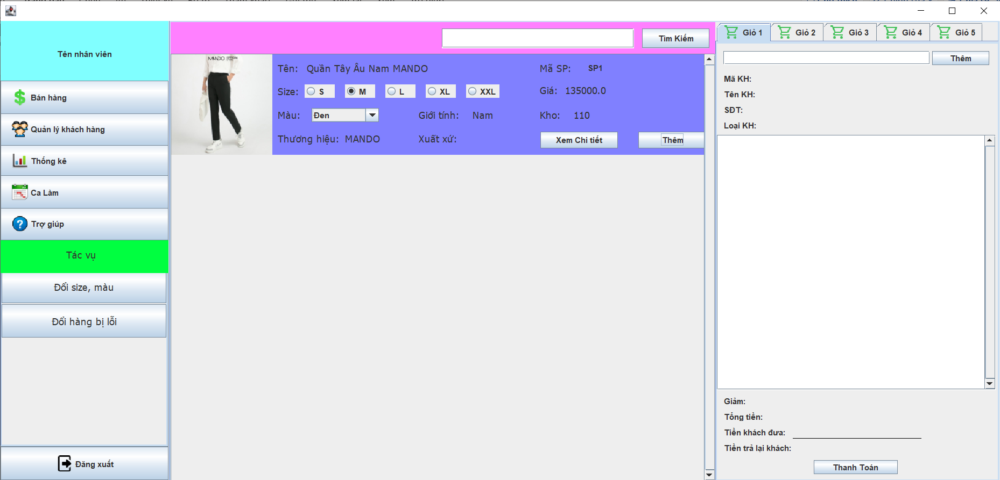 Tên nhân viên
Bán hàng
Quản lý khách hàng
Thống kê
Ca Làm
Trợ giúp
Tác vụ
Đổi size, màu
Đổi hàng bị lỗi
Đăng xuất
Tìm Kiếm
MANDO
Tên: Quần Tây Âu Nam MANDO
Mã SP: SP1
Size: S M L XL XXL
Giá: 135000.0
Màu: Đen
Giới tính: Nam
Kho: 110
Thương hiệu: MANDO
Xuất xứ:
Xem Chi tiết
Thêm
Giỏ 1
Giỏ 2
Giỏ 3
Giỏ 4
Giỏ 5
Thêm
Mã KH:
Tên KH:
SĐT:
Loại KH:
Giảm:
Tổng tiền:
Tiền khách đưa:
Tiền trả lại khách:
Thanh Toán